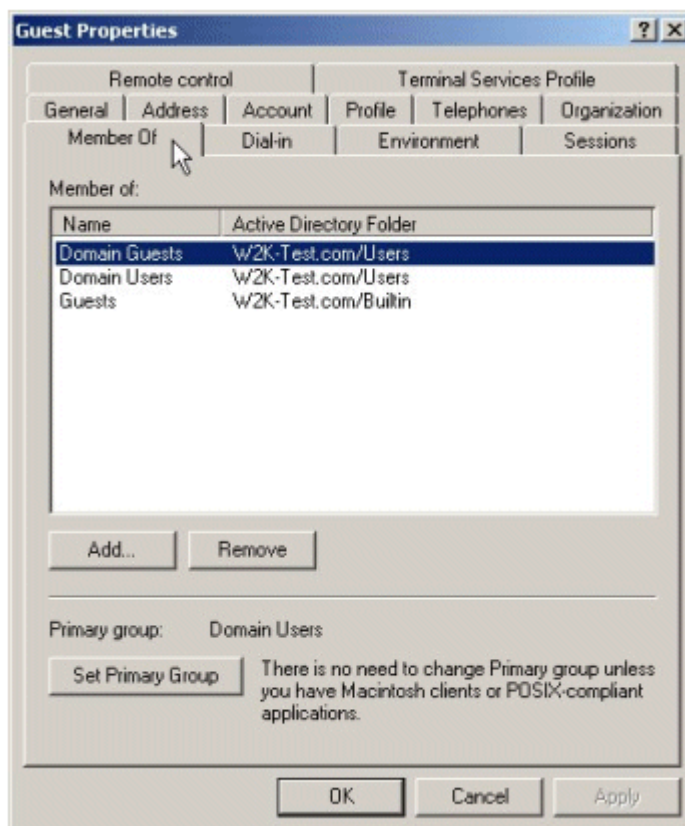 Guest Properties
Remote control Terminal Services Profile
General Address Account Profile Telephones Organization
Member Of Dial-in Environment Sessions
Member of:
Name Active Directory Folder
Domain Guests W2K-Test.com/Users
Domain Users W2K-Test.com/Users
Guests W2K-Test.com/Builtin
Add... Remove
Primary group: Domain Users
Set Primary Group There is no need to change Primary group unless
you have Macintosh clients or POSIX-compliant
applications.
OK Cancel Apply